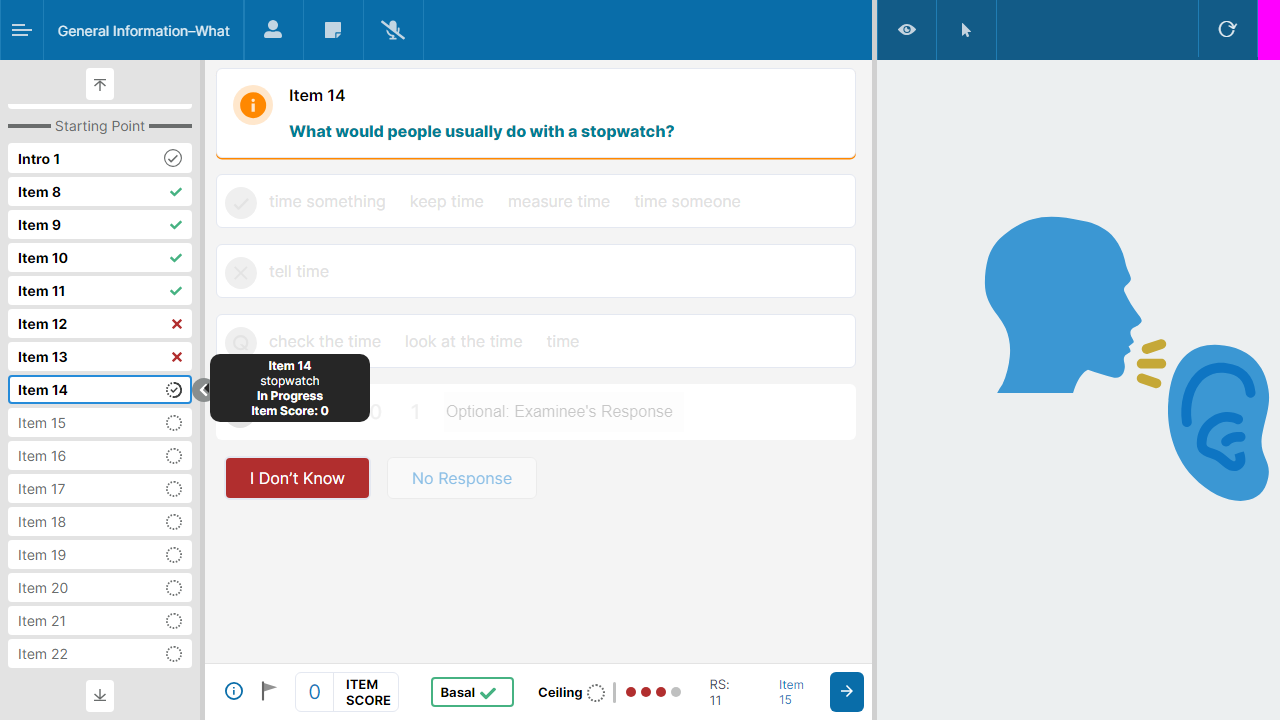 General Information–What
Starting Point
Intro 1
Item 8
Item 9
Item 10
Item 11
Item 12
Item 13
Item 14
Item 15
Item 16
Item 17
Item 18
Item 19
Item 20
Item 21
Item 22
Item 14
What would people usually do with a stopwatch?
time something keep time measure time time someone
tell time
check the time look at the time time
Item 14
stopwatch
In Progress
Item Score: 0
0 1 Optional: Examinee's Response
I Don't Know No Response
0 ITEM SCORE
Basal
Ceiling
RS: 11
Item 15